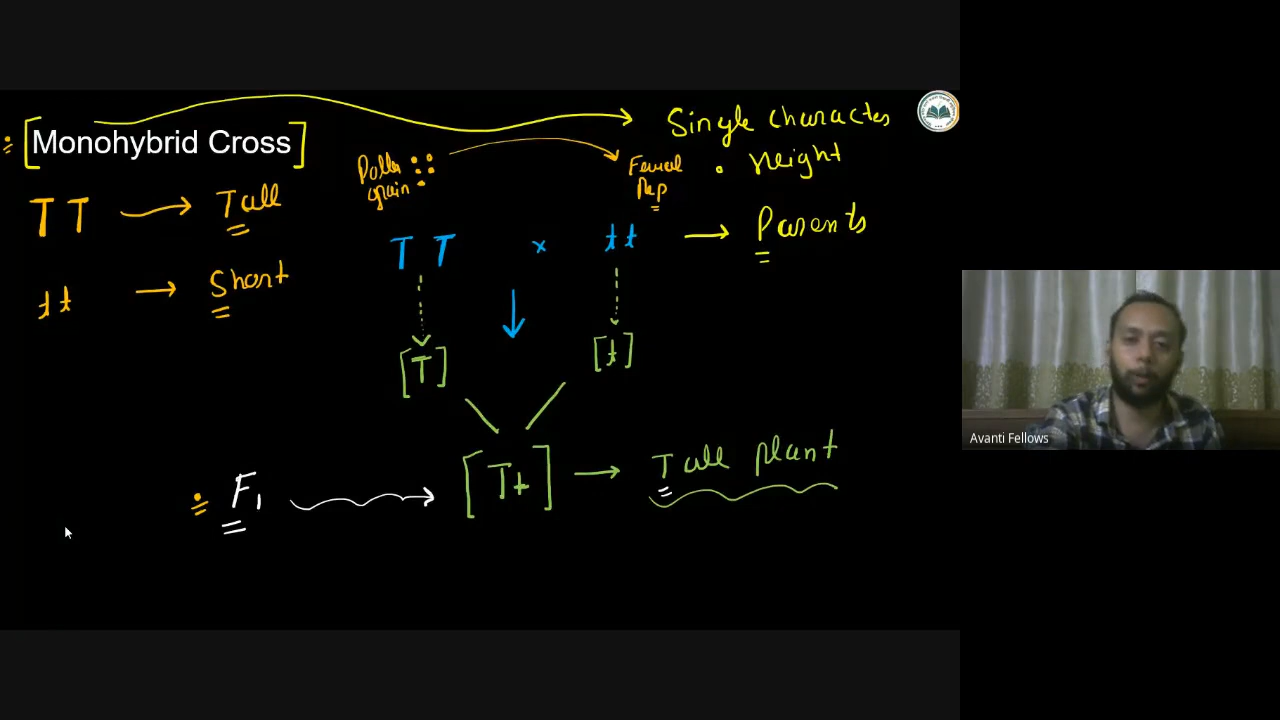 [Monohybrid Cross] → Single character
• Height
TT → Tall
Pollen grain
Female
TT × tt → Parents
tt → Short
[T] [t]
F1 → [Tt] → Tall plant
Avanti Fellows